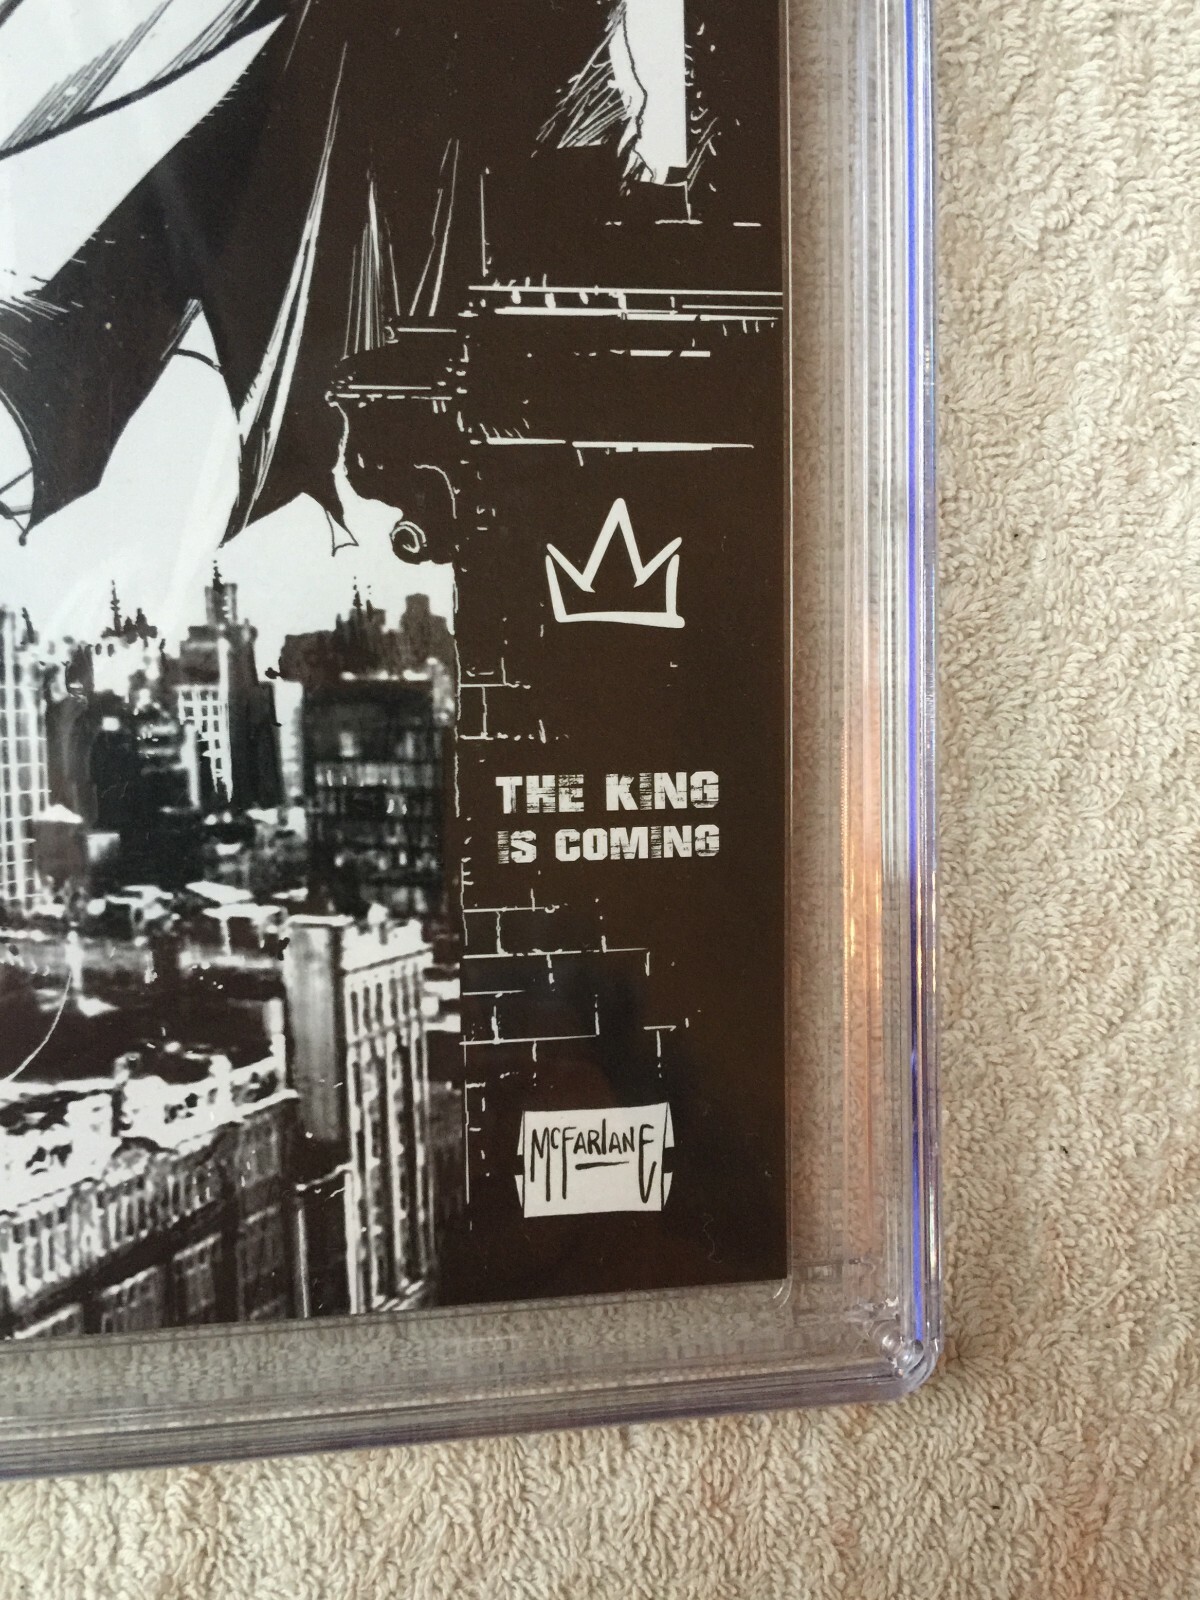 THE KING
IS COMING
McFARLANE